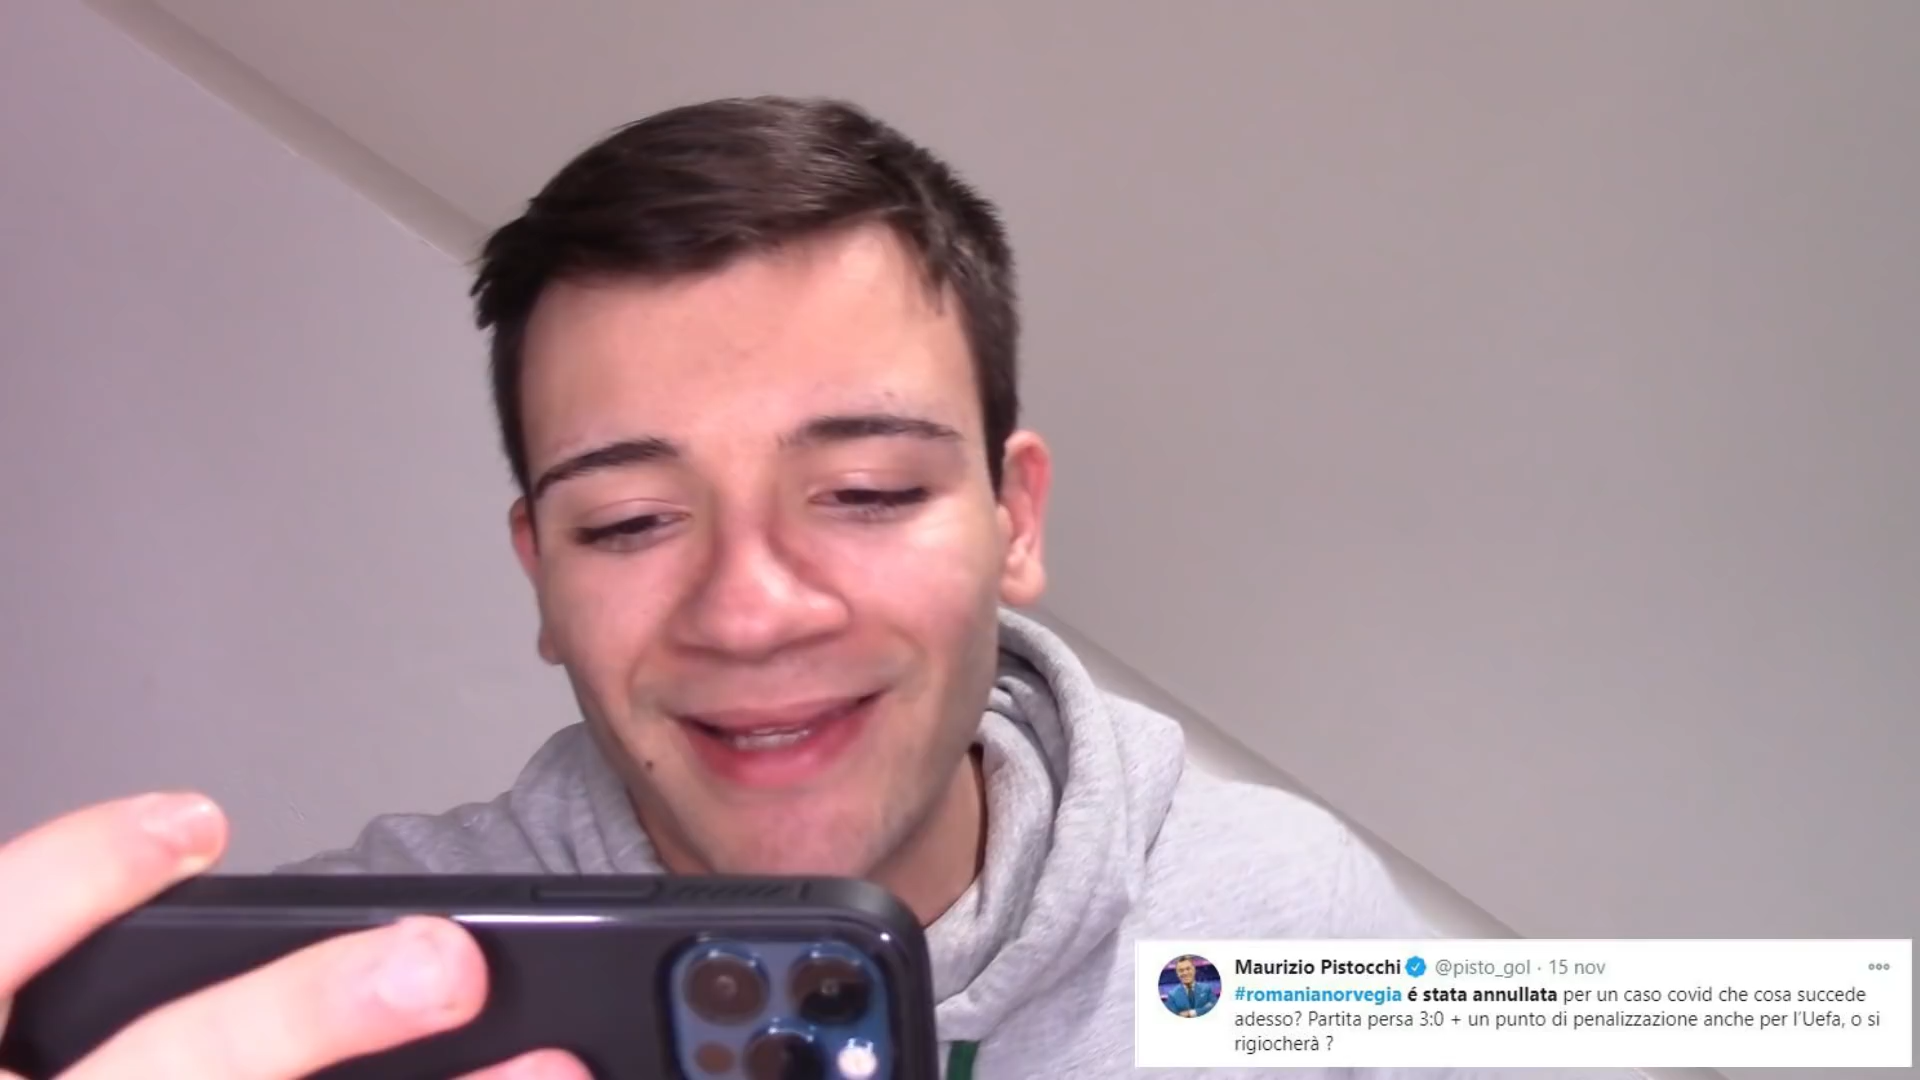 Maurizio Pistocchi @pisto_gol · 15 nov
#romanianorvegia é stata annullata per un caso covid che cosa succede
adesso? Partita persa 3:0 + un punto di penalizzazione anche per l'Uefa, o si
rigiocherà ?